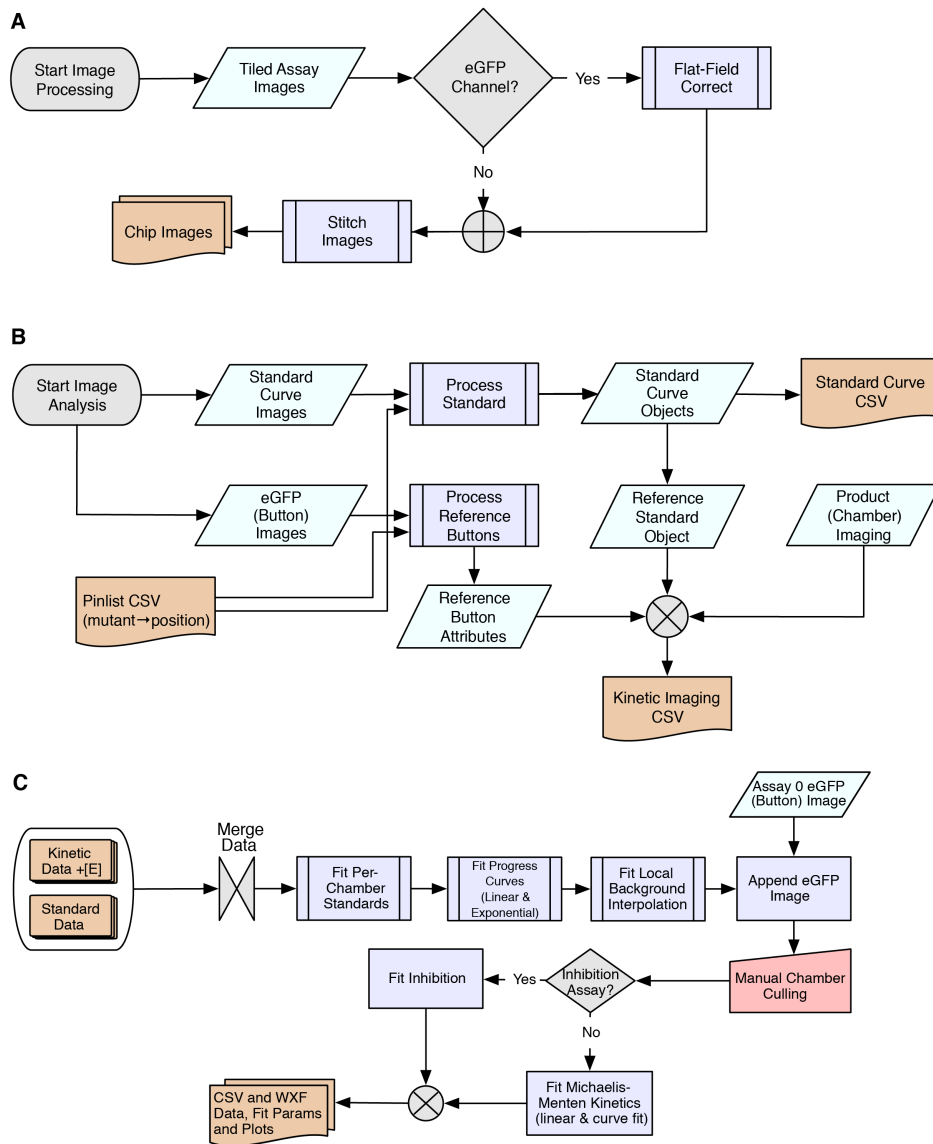 A
Start Image
Processing
Tiled Assay
Images
eGFP
Channel?
Yes
Flat-Field
Correct
No
Chip Images
Stitch
Images
B
Start Image
Analysis
Standard
Curve
Images
Process
Standard
Standard
Curve
Objects
Standard Curve
CSV
eGFP
(Button)
Images
Process
Reference
Buttons
Reference
Standard
Object
Product
(Chamber)
Imaging
Pinlist CSV
(mutant→position)
Reference
Button
Attributes
Kinetic Imaging
CSV
C
Assay 0 eGFP
(Button) Image
Kinetic
Data +[E]
Standard
Data
Merge
Data
Fit Per-
Chamber
Standards
Fit Progress
Curves
(Linear &
Exponential)
Fit Local
Background
Interpolation
Append eGFP
Image
Manual Chamber
Culling
Inhibition
Assay?
Yes
Fit Inhibition
No
Fit Michaelis-
Menten Kinetics
(linear & curve fit)
CSV and WXF
Data, Fit Params
and Plots